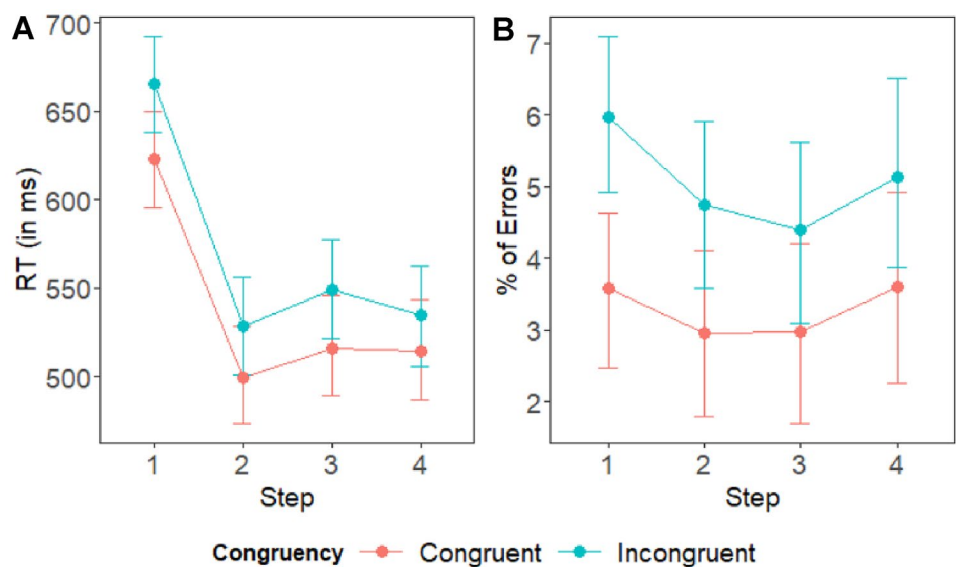 A
700
650
600
550
500
RT (in ms)
1 2 3 4
Step
B
7
6
5
4
3
2
% of Errors
1 2 3 4
Step
Congruency Congruent Incongruent